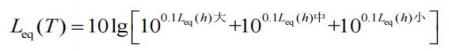 L_eq(T) = 10lg[10^{0.1L_eq(h)大}+10^{0.1L_eq(h)中}+10^{0.1L_eq(h)小}]